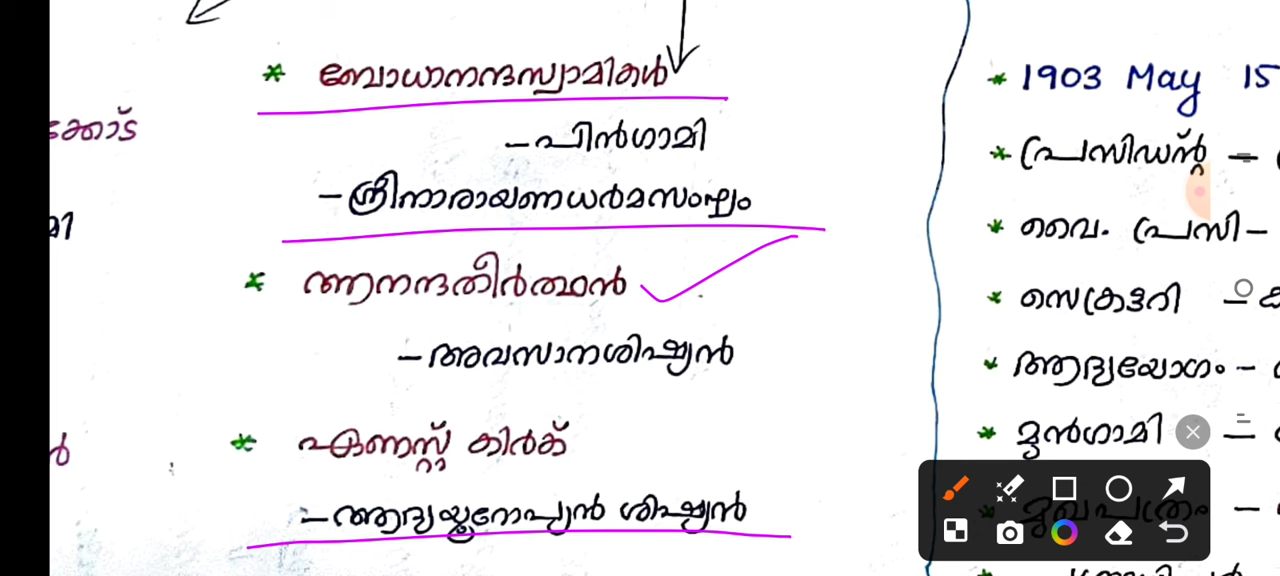 ക്കോട്
മി
ൽ
* ബോധാനന്ദസ്വാമികൾ
– പിൻഗാമി
– ശ്രീനാരായണധർമസംഘം
* ആനന്ദതീർത്ഥൻ
– അവസാനശിഷ്യൻ
* ഏണസ്റ്റ് കിർക്
– ആദ്യയൂറോപ്യൻ ശിഷ്യൻ
* 1903 May 15
* പ്രസിഡന്റ് –
* വൈ. പ്രസി –
* സെക്രട്ടറി –
* ആദ്യയോഗം –
* മുൻഗാമി –
* മുഖപത്രം –